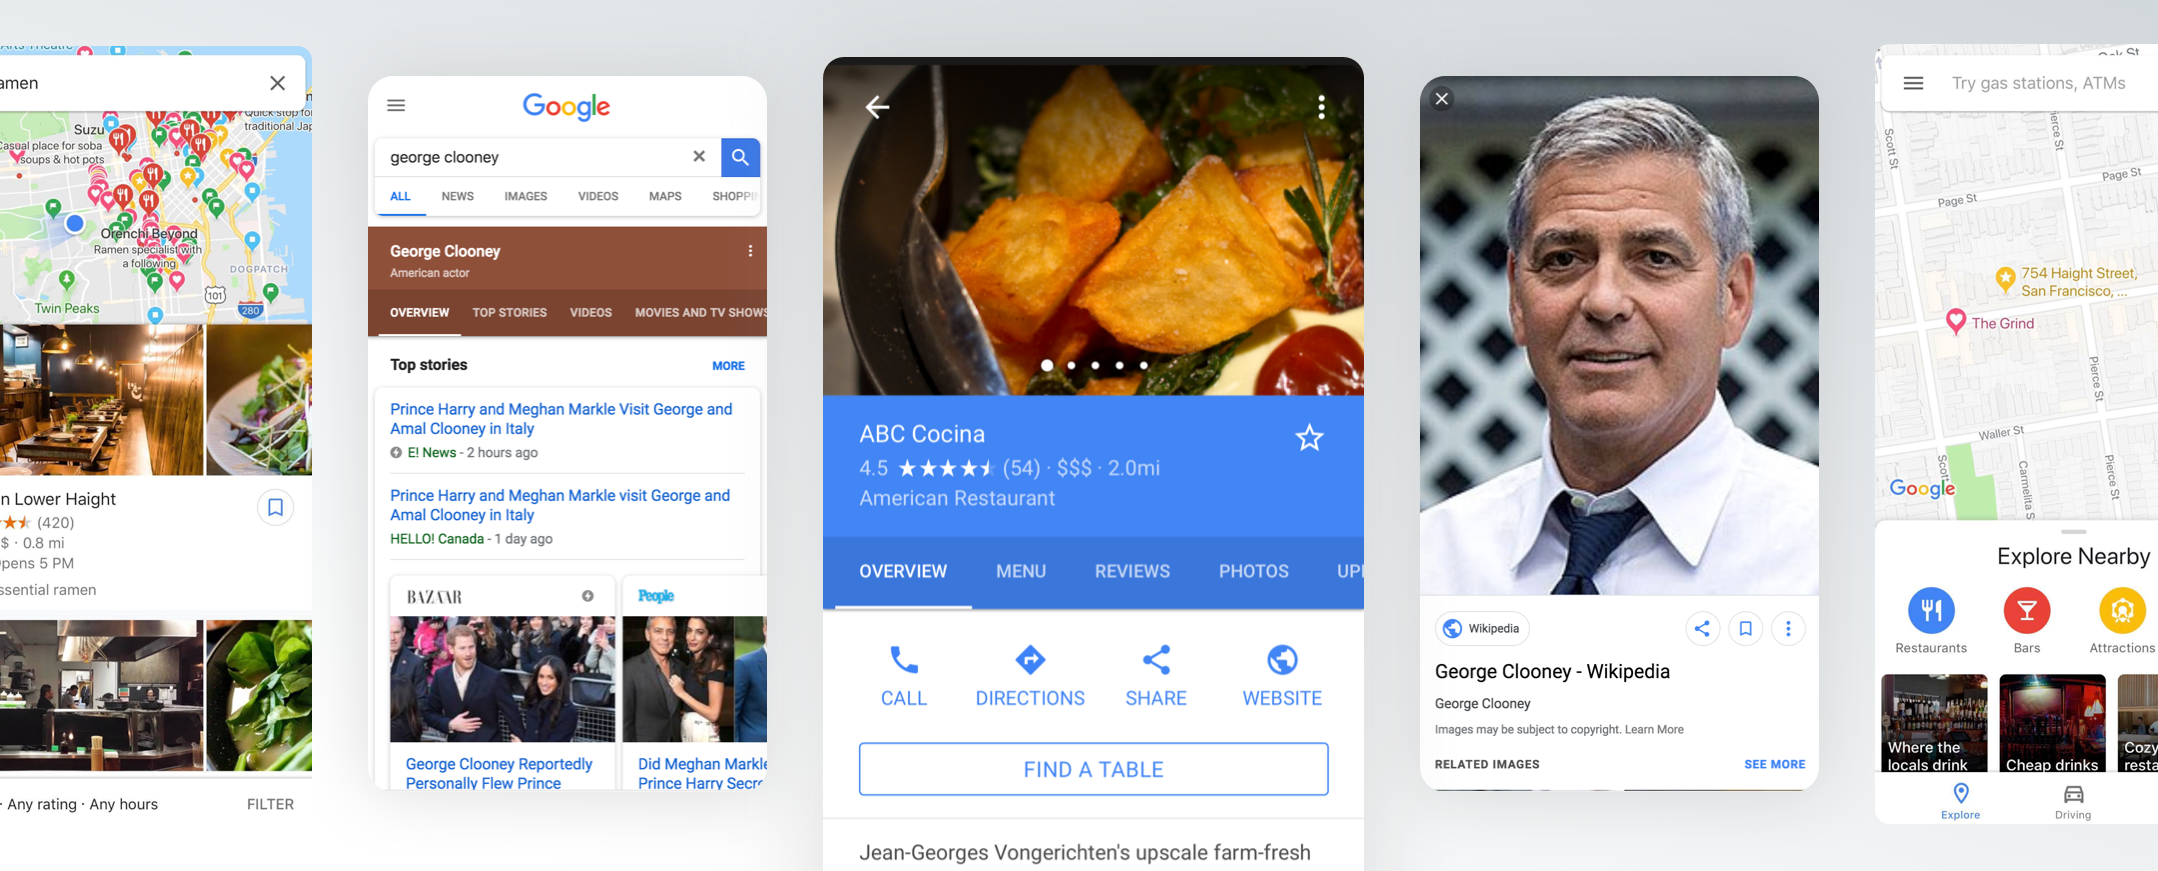 amen
Suzu
Casual place for soba
soups & hot pots
Quick stop for
traditional Jap
Orenchi Beyond
Ramen specialist with
a following
DOGPATCH
101
280
Twin Peaks
n Lower Haight
(420)
$ · 0.8 mi
pens 5 PM
ssential ramen
· Any rating · Any hours
FILTER
Google
george clooney
ALL NEWS IMAGES VIDEOS MAPS SHOPPIN
George Clooney
American actor
OVERVIEW TOP STORIES VIDEOS MOVIES AND TV SHOWS
Top stories MORE
Prince Harry and Meghan Markle Visit George and
Amal Clooney in Italy
E! News - 2 hours ago
Prince Harry and Meghan Markle visit George and
Amal Clooney in Italy
HELLO! Canada - 1 day ago
BAZAAR
People
George Clooney Reportedly
Personally Flew Prince
Did Meghan Markle
Prince Harry Secre
ABC Cocina
4.5 ★★★★ (54) · $$$ · 2.0mi
American Restaurant
OVERVIEW MENU REVIEWS PHOTOS UP
CALL DIRECTIONS SHARE WEBSITE
FIND A TABLE
Jean-Georges Vongerichten's upscale farm-fresh
Wikipedia
George Clooney - Wikipedia
George Clooney
Images may be subject to copyright. Learn More
RELATED IMAGES SEE MORE
Oak St
Try gas stations, ATMs
Scott St
Pierce St
Page St
Page St
754 Haight Street,
San Francisco, ...
The Grind
Pierce St
Waller St
Scott
Carmelita S
Pierce St
Google
Explore Nearby
Restaurants Bars Attractions
Where the
locals drink
Cheap drinks
Cozy
resta
Explore Driving